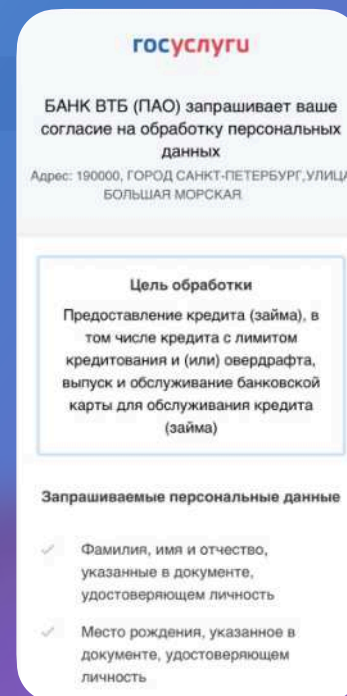 госуслуги
БАНК ВТБ (ПАО) запрашивает ваше
согласие на обработку персональных
данных
Адрес: 190000, ГОРОД САНКТ-ПЕТЕРБУРГ,УЛИЦА
БОЛЬШАЯ МОРСКАЯ
Цель обработки
Предоставление кредита (займа), в
том числе кредита с лимитом
кредитования и (или) овердрафта,
выпуск и обслуживание банковской
карты для обслуживания кредита
(займа)
Запрашиваемые персональные данные
Фамилия, имя и отчество,
указанные в документе,
удостоверяющем личность
Место рождения, указанное в
документе, удостоверяющем
личность